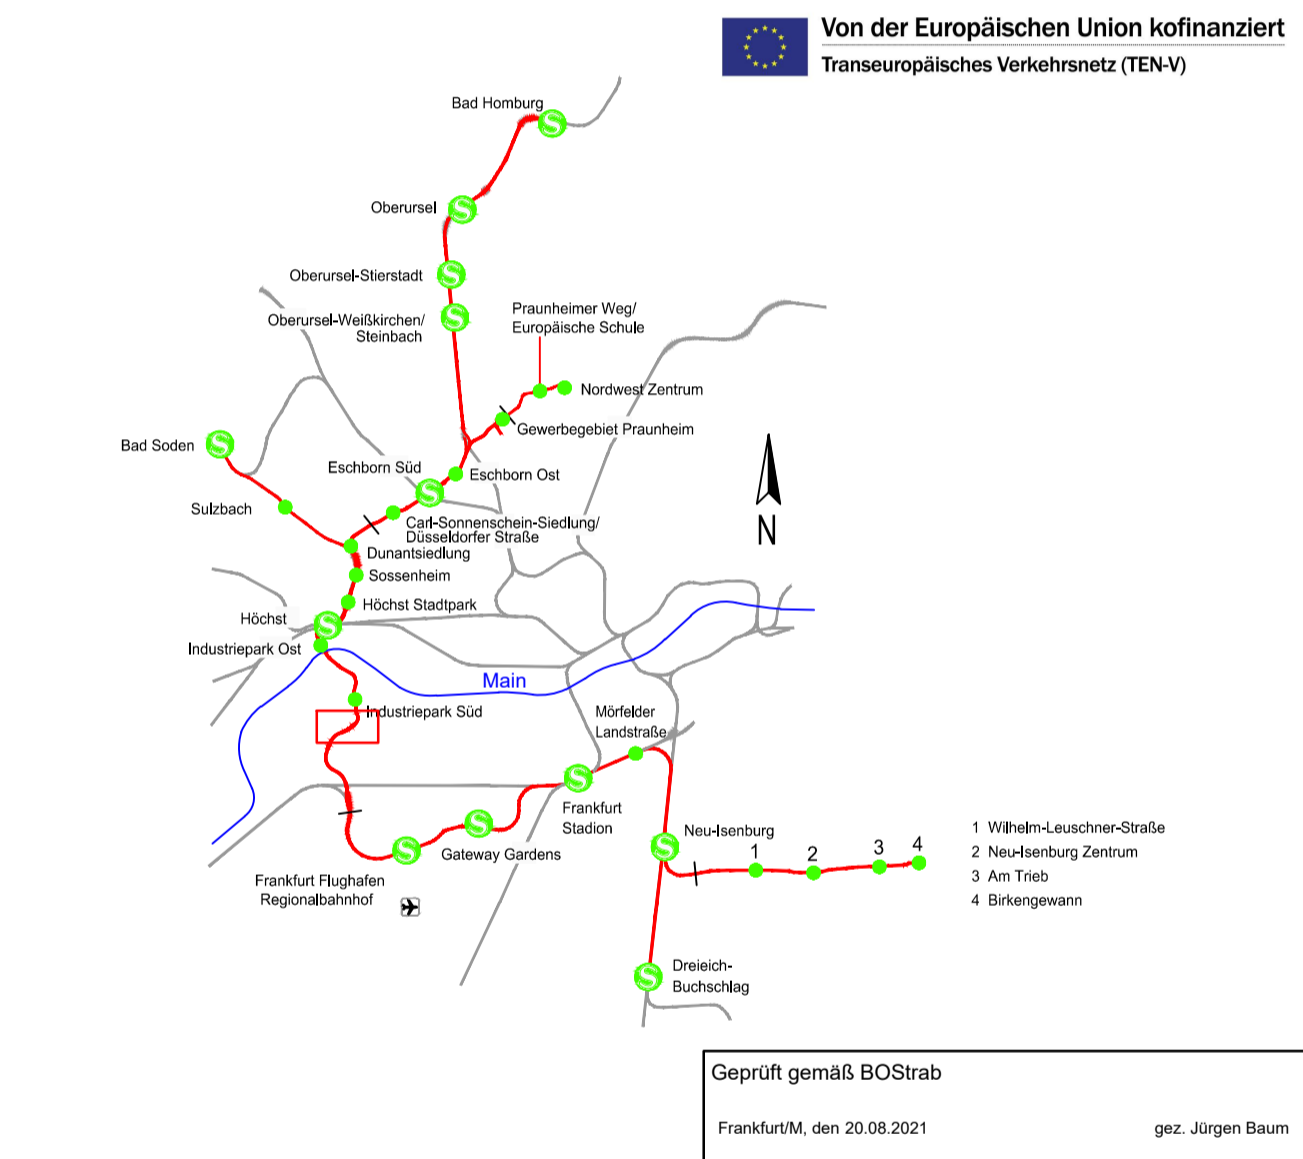 Von der Europäischen Union kofinanziert
Transeuropäisches Verkehrsnetz (TEN-V)
Bad Homburg
Oberursel
Oberursel-Stierstadt
Oberursel-Weißkirchen/
Steinbach
Praunheimer Weg/
Europäische Schule
Nordwest Zentrum
Gewerbegebiet Praunheim
Bad Soden
Eschborn Süd
Eschborn Ost
Sulzbach
Carl-Sonnenschein-Siedlung/
Düsseldorfer Straße
Dunantsiedlung
Sossenheim
Höchst Stadtpark
Höchst
Industriepark Ost
Main
Industriepark Süd
Mörfelder
Landstraße
N
Frankfurt
Stadion
Gateway Gardens
Frankfurt Flughafen
Regionalbahnhof
Neu-Isenburg
1
2
3
4
1 Wilhelm-Leuschner-Straße
2 Neu-Isenburg Zentrum
3 Am Trieb
4 Birkengewann
Dreieich-
Buchschlag
S
S
S
S
S
S
S
S
S
S
S
S
Geprüft gemäß BOStrab
Frankfurt/M, den 20.08.2021
gez. Jürgen Baum